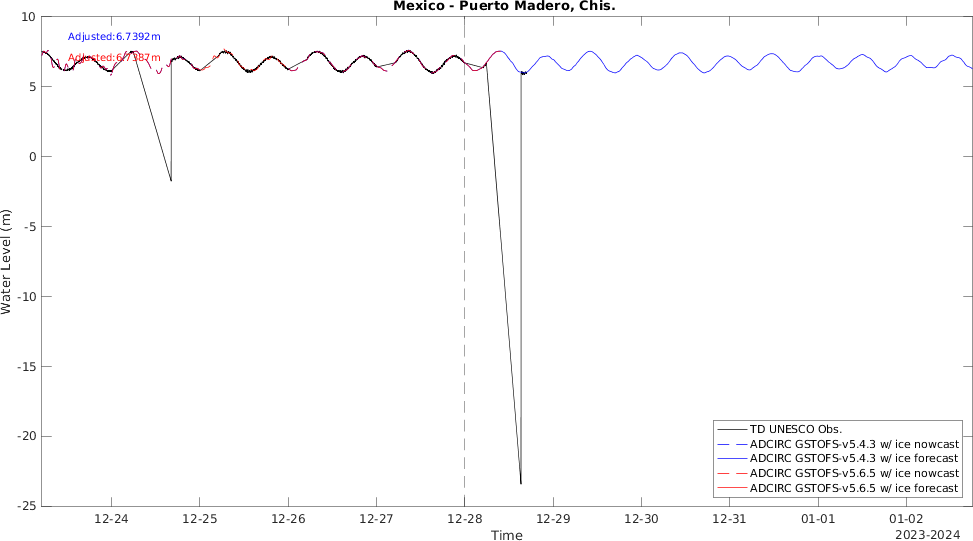 Mexico - Puerto Madero, Chis.
Adjusted:6.7392m
Adjusted:6.7387m
10
5
0
-5
-10
-15
-20
-25
Water Level (m)
TD UNESCO Obs.
ADCIRC GSTOFS-v5.4.3 w/ ice nowcast
ADCIRC GSTOFS-v5.4.3 w/ ice forecast
ADCIRC GSTOFS-v5.6.5 w/ ice nowcast
ADCIRC GSTOFS-v5.6.5 w/ ice forecast
12-24 12-25 12-26 12-27 12-28 12-29 12-30 12-31 01-01 01-02
Time
2023-2024